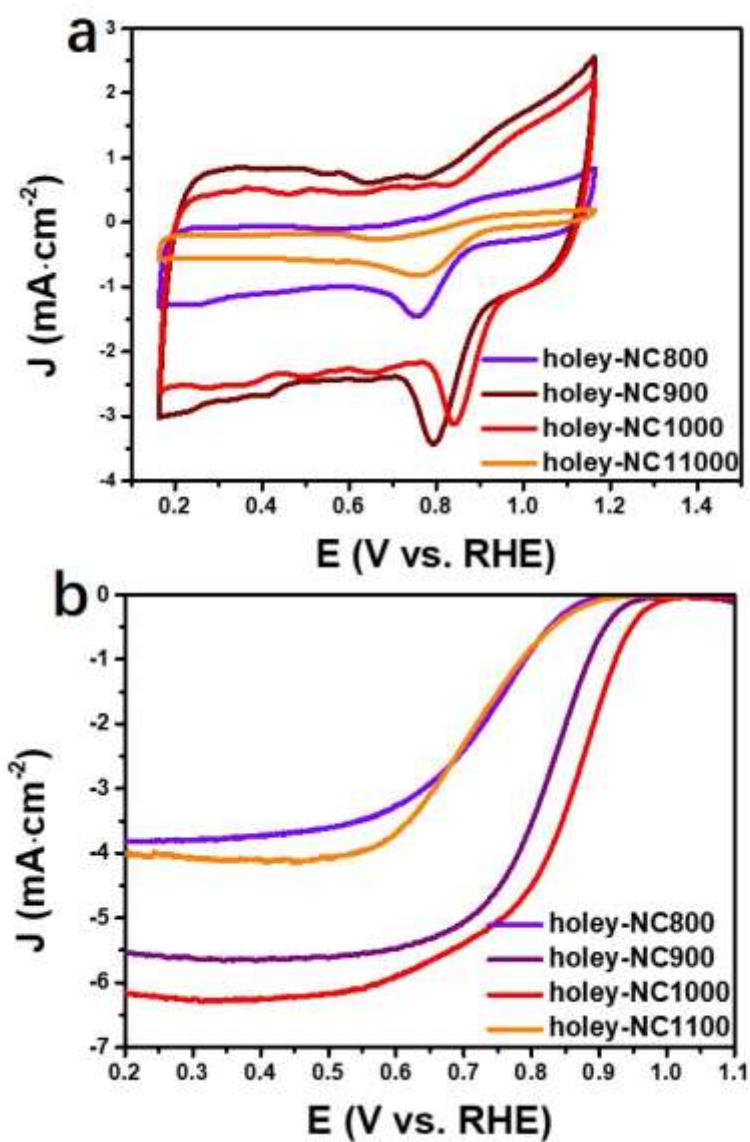 a
3
2
1
0
-1
-2
-3
-4
J (mA·cm-2)
holey-NC800
holey-NC900
holey-NC1000
holey-NC11000
0.2 0.4 0.6 0.8 1.0 1.2 1.4
E (V vs. RHE)
b
0
-1
-2
-3
-4
-5
-6
-7
J (mA·cm-2)
holey-NC800
holey-NC900
holey-NC1000
holey-NC1100
0.2 0.3 0.4 0.5 0.6 0.7 0.8 0.9 1.0 1.1
E (V vs. RHE)